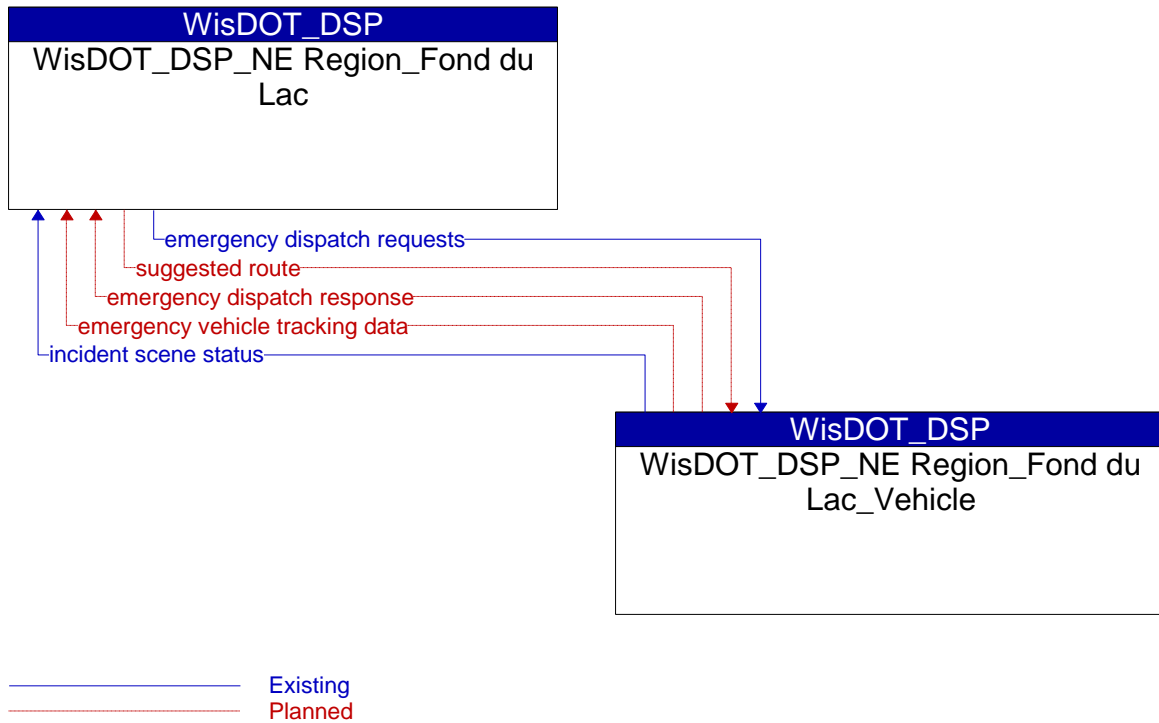 WisDOT_DSP
WisDOT_DSP_NE Region_Fond du
Lac
emergency dispatch requests
suggested route
emergency dispatch response
emergency vehicle tracking data
incident scene status
WisDOT_DSP
WisDOT_DSP_NE Region_Fond du
Lac_Vehicle
Existing
Planned